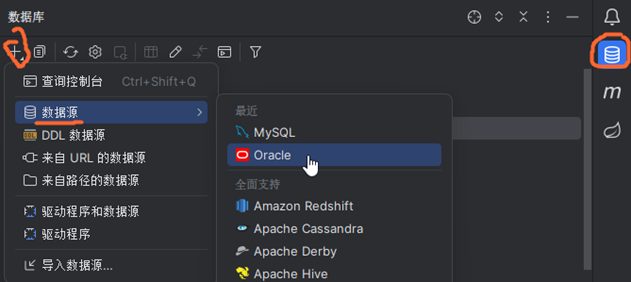 数据库
查询控制台 Ctrl+Shift+Q
数据源
DDL 数据源
来自 URL 的数据源
来自路径的数据源
驱动程序和数据源
驱动程序
导入数据源...
最近
MySQL
Oracle
全面支持
Amazon Redshift
Apache Cassandra
Apache Derby
Apache Hive
m